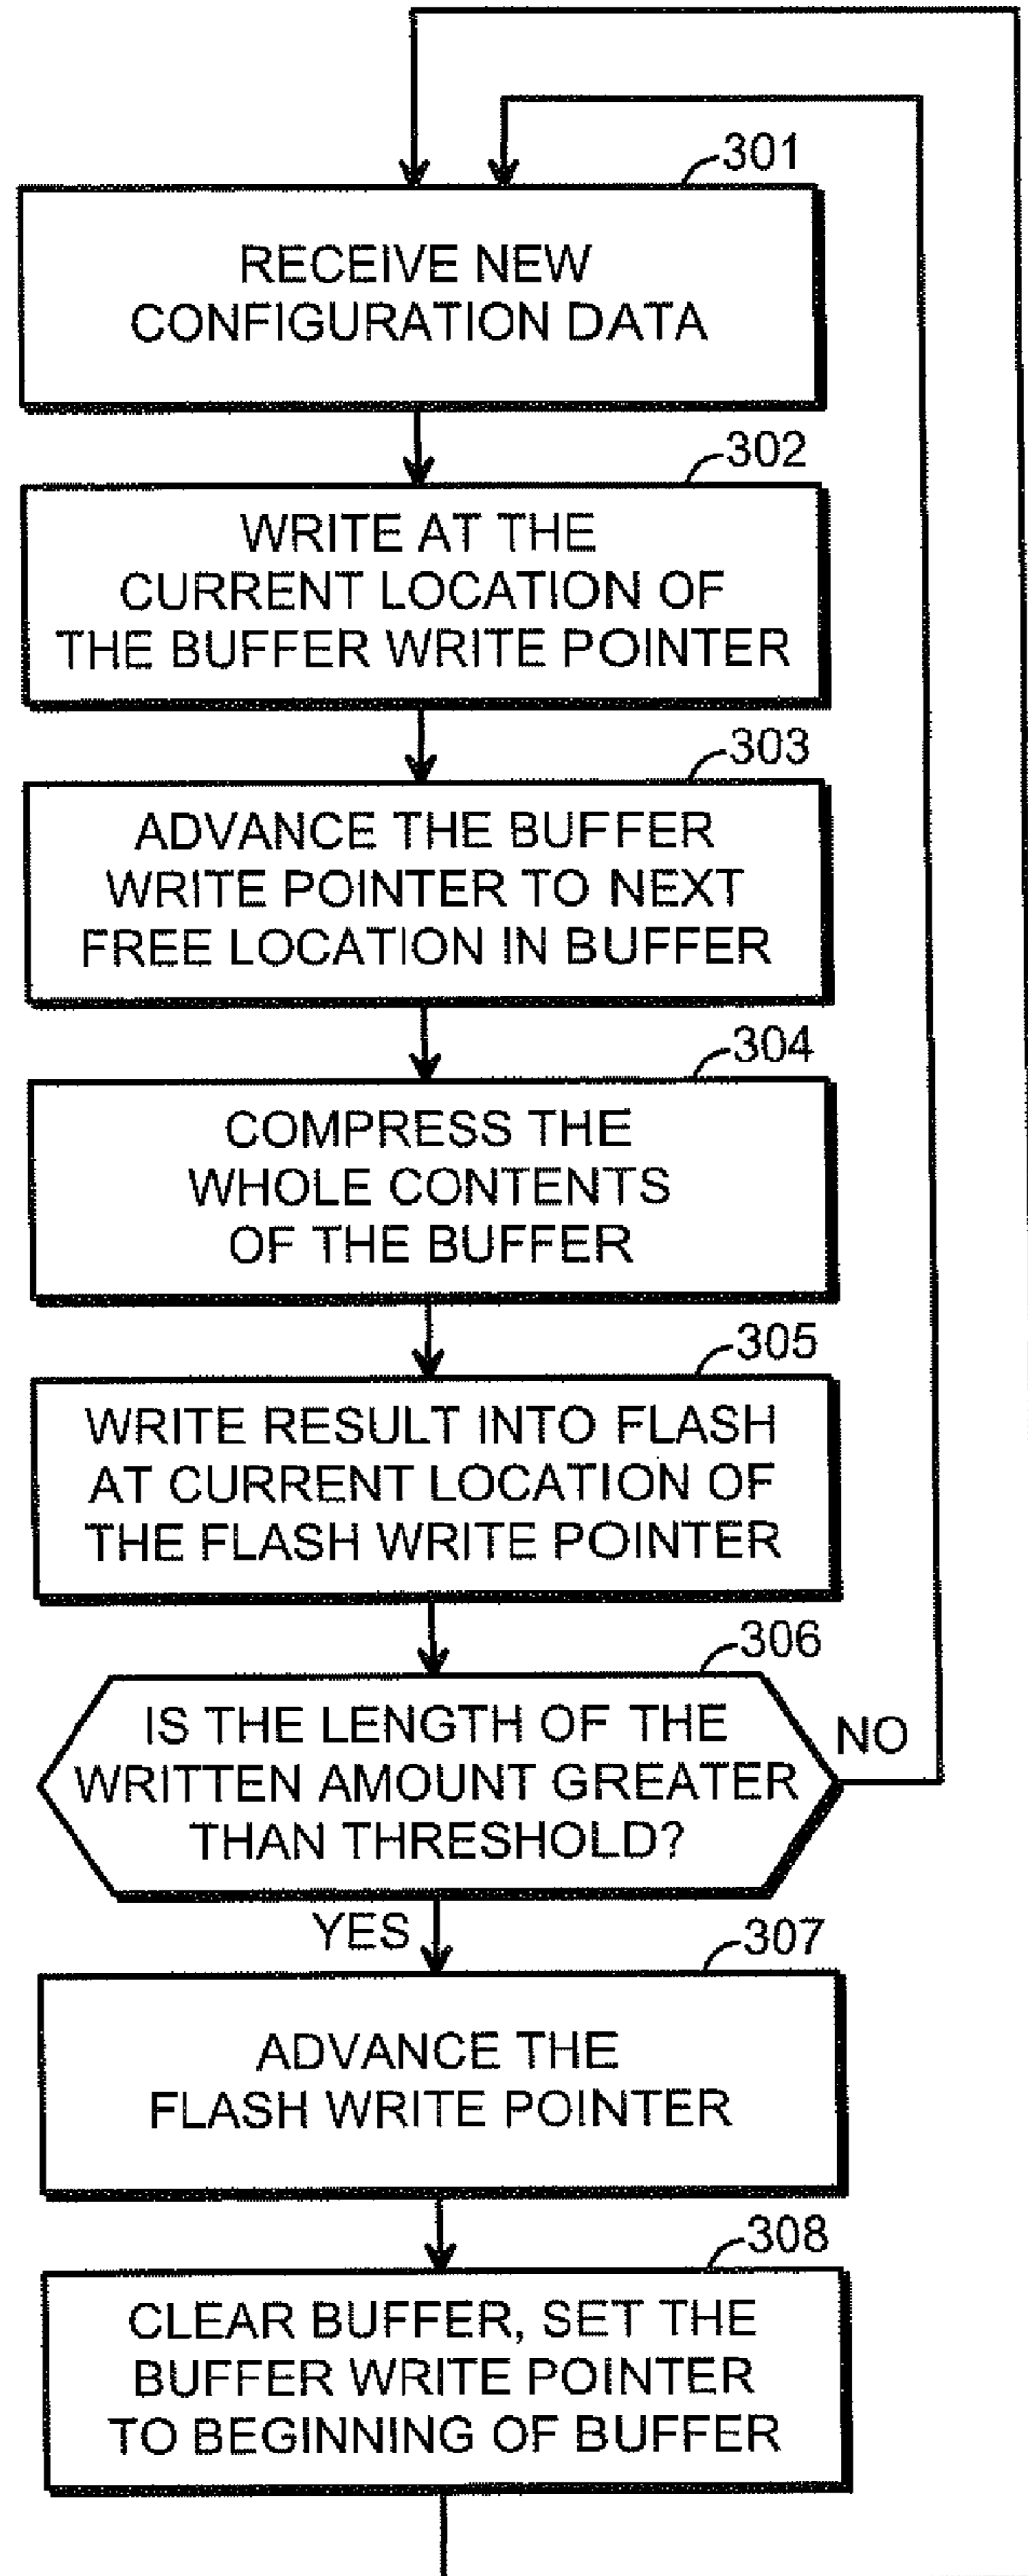 301
RECEIVE NEW
CONFIGURATION DATA
302
WRITE AT THE
CURRENT LOCATION OF
THE BUFFER WRITE POINTER
303
ADVANCE THE BUFFER
WRITE POINTER TO NEXT
FREE LOCATION IN BUFFER
304
COMPRESS THE
WHOLE CONTENTS
OF THE BUFFER
305
WRITE RESULT INTO FLASH
AT CURRENT LOCATION OF
THE FLASH WRITE POINTER
306
IS THE LENGTH OF THE
WRITTEN AMOUNT GREATER
THAN THRESHOLD?
NO
YES
307
ADVANCE THE
FLASH WRITE POINTER
308
CLEAR BUFFER, SET THE
BUFFER WRITE POINTER
TO BEGINNING OF BUFFER